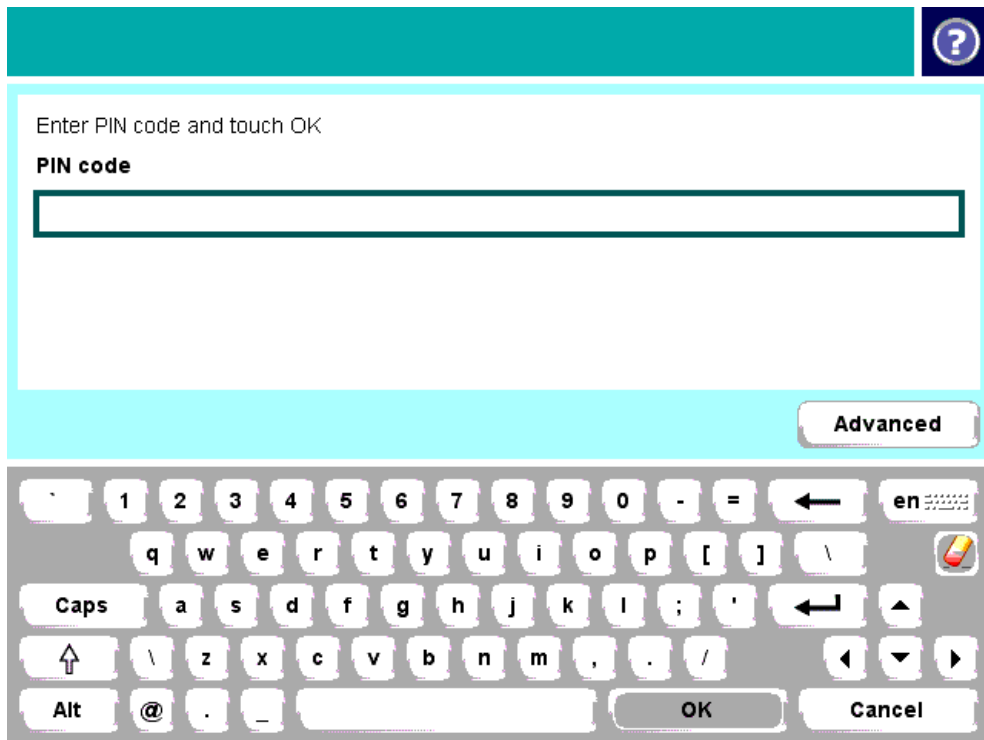 ?
Enter PIN code and touch OK
PIN code
Advanced
` 1 2 3 4 5 6 7 8 9 0 - = en
q w e r t y u i o p [ ] \
Caps a s d f g h j k l ; '
\ z x c v b n m , . /
Alt @ . _ OK Cancel